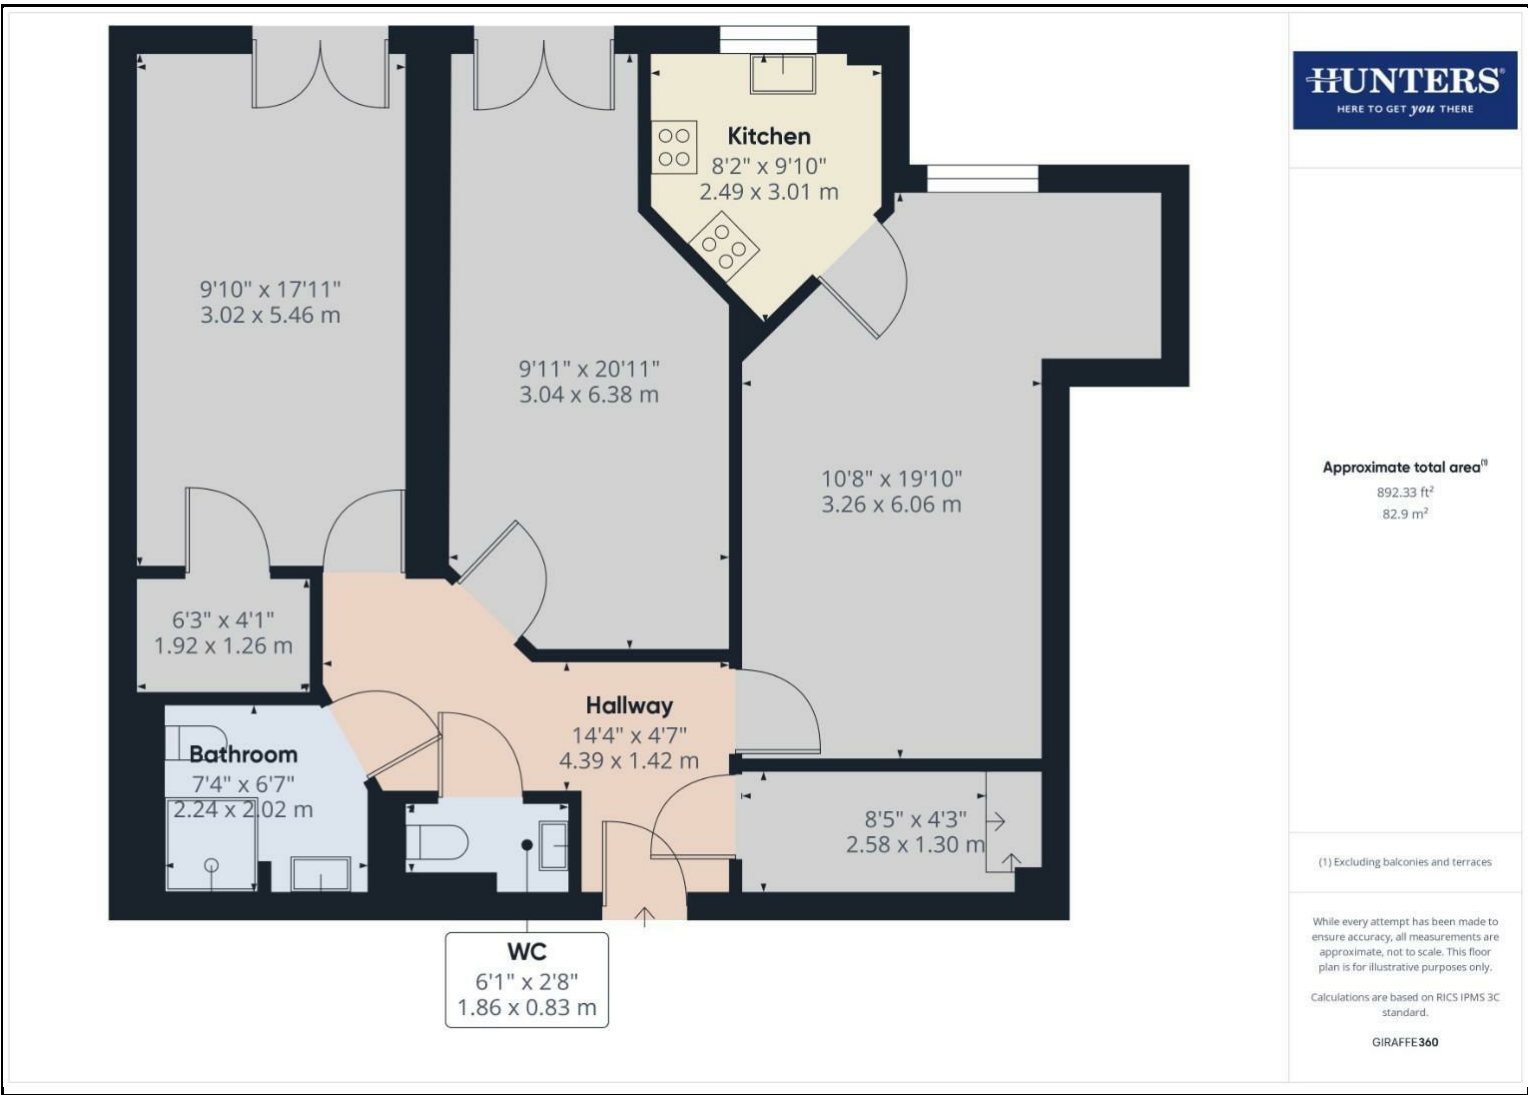 HUNTERS®
HERE TO GET you THERE
Kitchen
8'2" x 9'10"
2.49 x 3.01 m
9'10" x 17'11"
3.02 x 5.46 m
9'11" x 20'11"
3.04 x 6.38 m
10'8" x 19'10"
3.26 x 6.06 m
6'3" x 4'1"
1.92 x 1.26 m
Hallway
14'4" x 4'7"
4.39 x 1.42 m
Bathroom
7'4" x 6'7"
2.24 x 2.02 m
8'5" x 4'3"
2.58 x 1.30 m
WC
6'1" x 2'8"
1.86 x 0.83 m
Approximate total area(1)
892.33 ft²
82.9 m²
(1) Excluding balconies and terraces
While every attempt has been made to
ensure accuracy, all measurements are
approximate, not to scale. This floor
plan is for illustrative purposes only.
Calculations are based on RICS IPMS 3C
standard.
GIRAFFE360